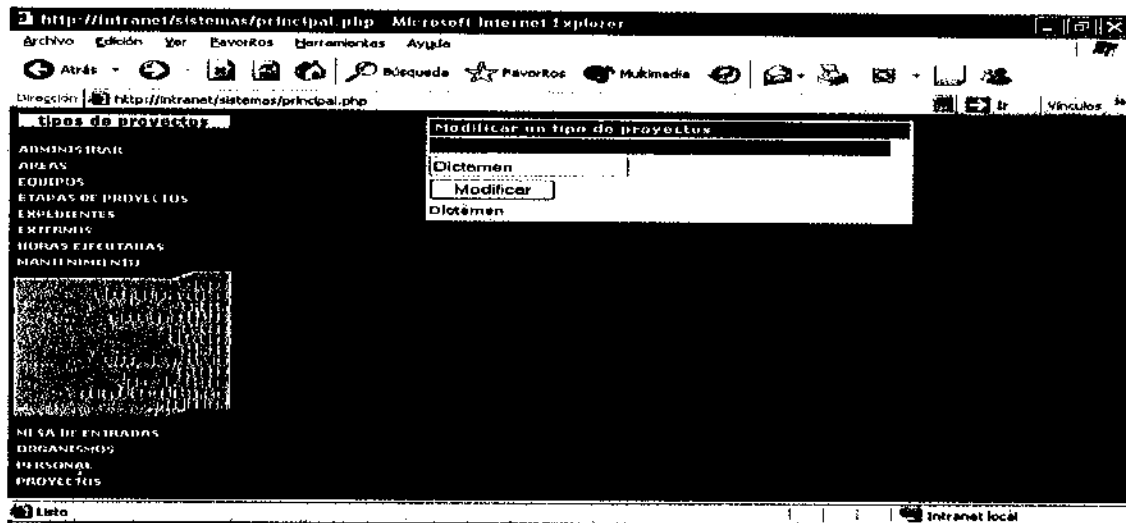 http://intranet/sistemas/principal.php - Microsoft Internet Explorer
Archivo Edición Ver Favoritos Herramientas Ayuda
Atrás Búsqueda Favoritos Multimedia
Dirección http://intranet/sistemas/principal.php Ir Vínculos »
tipos de proyectos
ADMINISTRAR
AREAS
EQUIPOS
ETAPAS DE PROYECTOS
EXPEDIENTES
EXTERNOS
HORAS EJECUTADAS
MANTENIMIENTO
MESA DE ENTRADAS
ORGANISMOS
PERSONAL
PROYECTOS
Modificar un tipo de proyectos
Dictamen
Modificar
Dictamen
Listo Intranet local